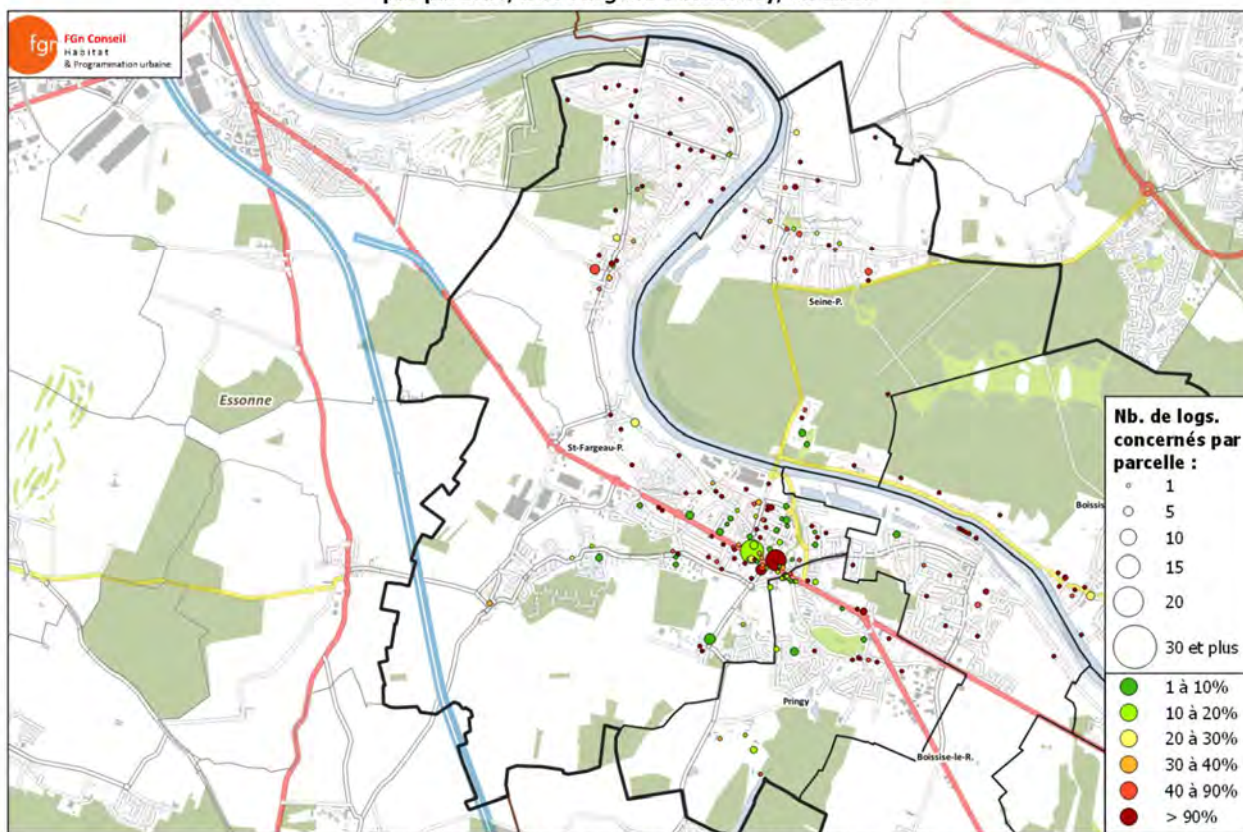 fgn
FGn Conseil
Habitat
& Programmation urbaine
Essonne
Seine-P.
St-Fargeau-P.
Pringy
Boissise-le-R.
Nb. de logs.
concernés par
parcelle :
1
5
10
15
20
30 et plus
1 à 10%
10 à 20%
20 à 30%
30 à 40%
40 à 90%
> 90%